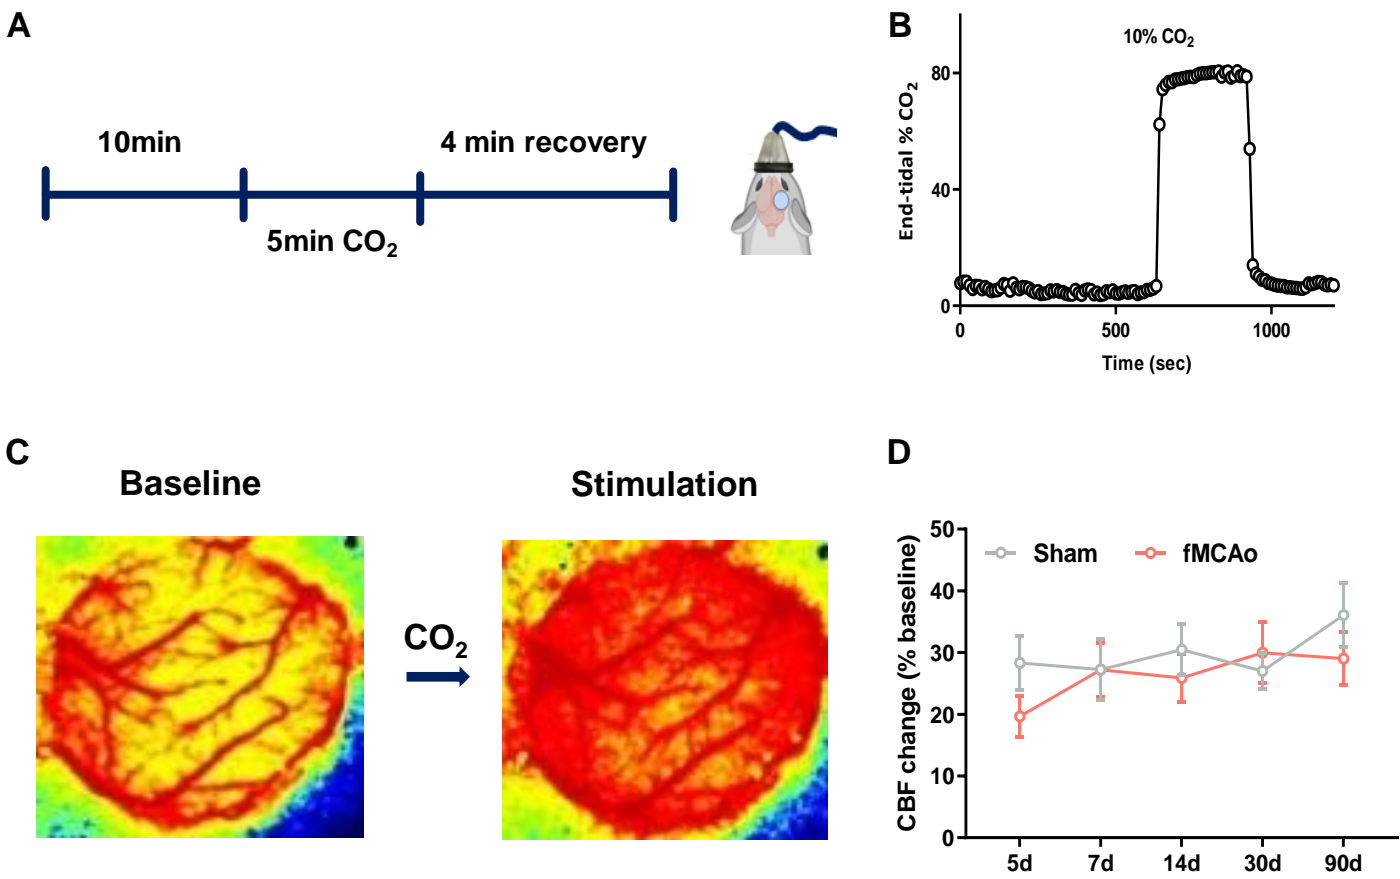 A
10min
4 min recovery
5min CO₂
B
10% CO₂
End-tidal % CO₂
80
40
0
0
500
1000
Time (sec)
C
Baseline
Stimulation
CO₂
D
CBF change (% baseline)
50
40
30
20
10
0
Sham
fMCAo
5d
7d
14d
30d
90d